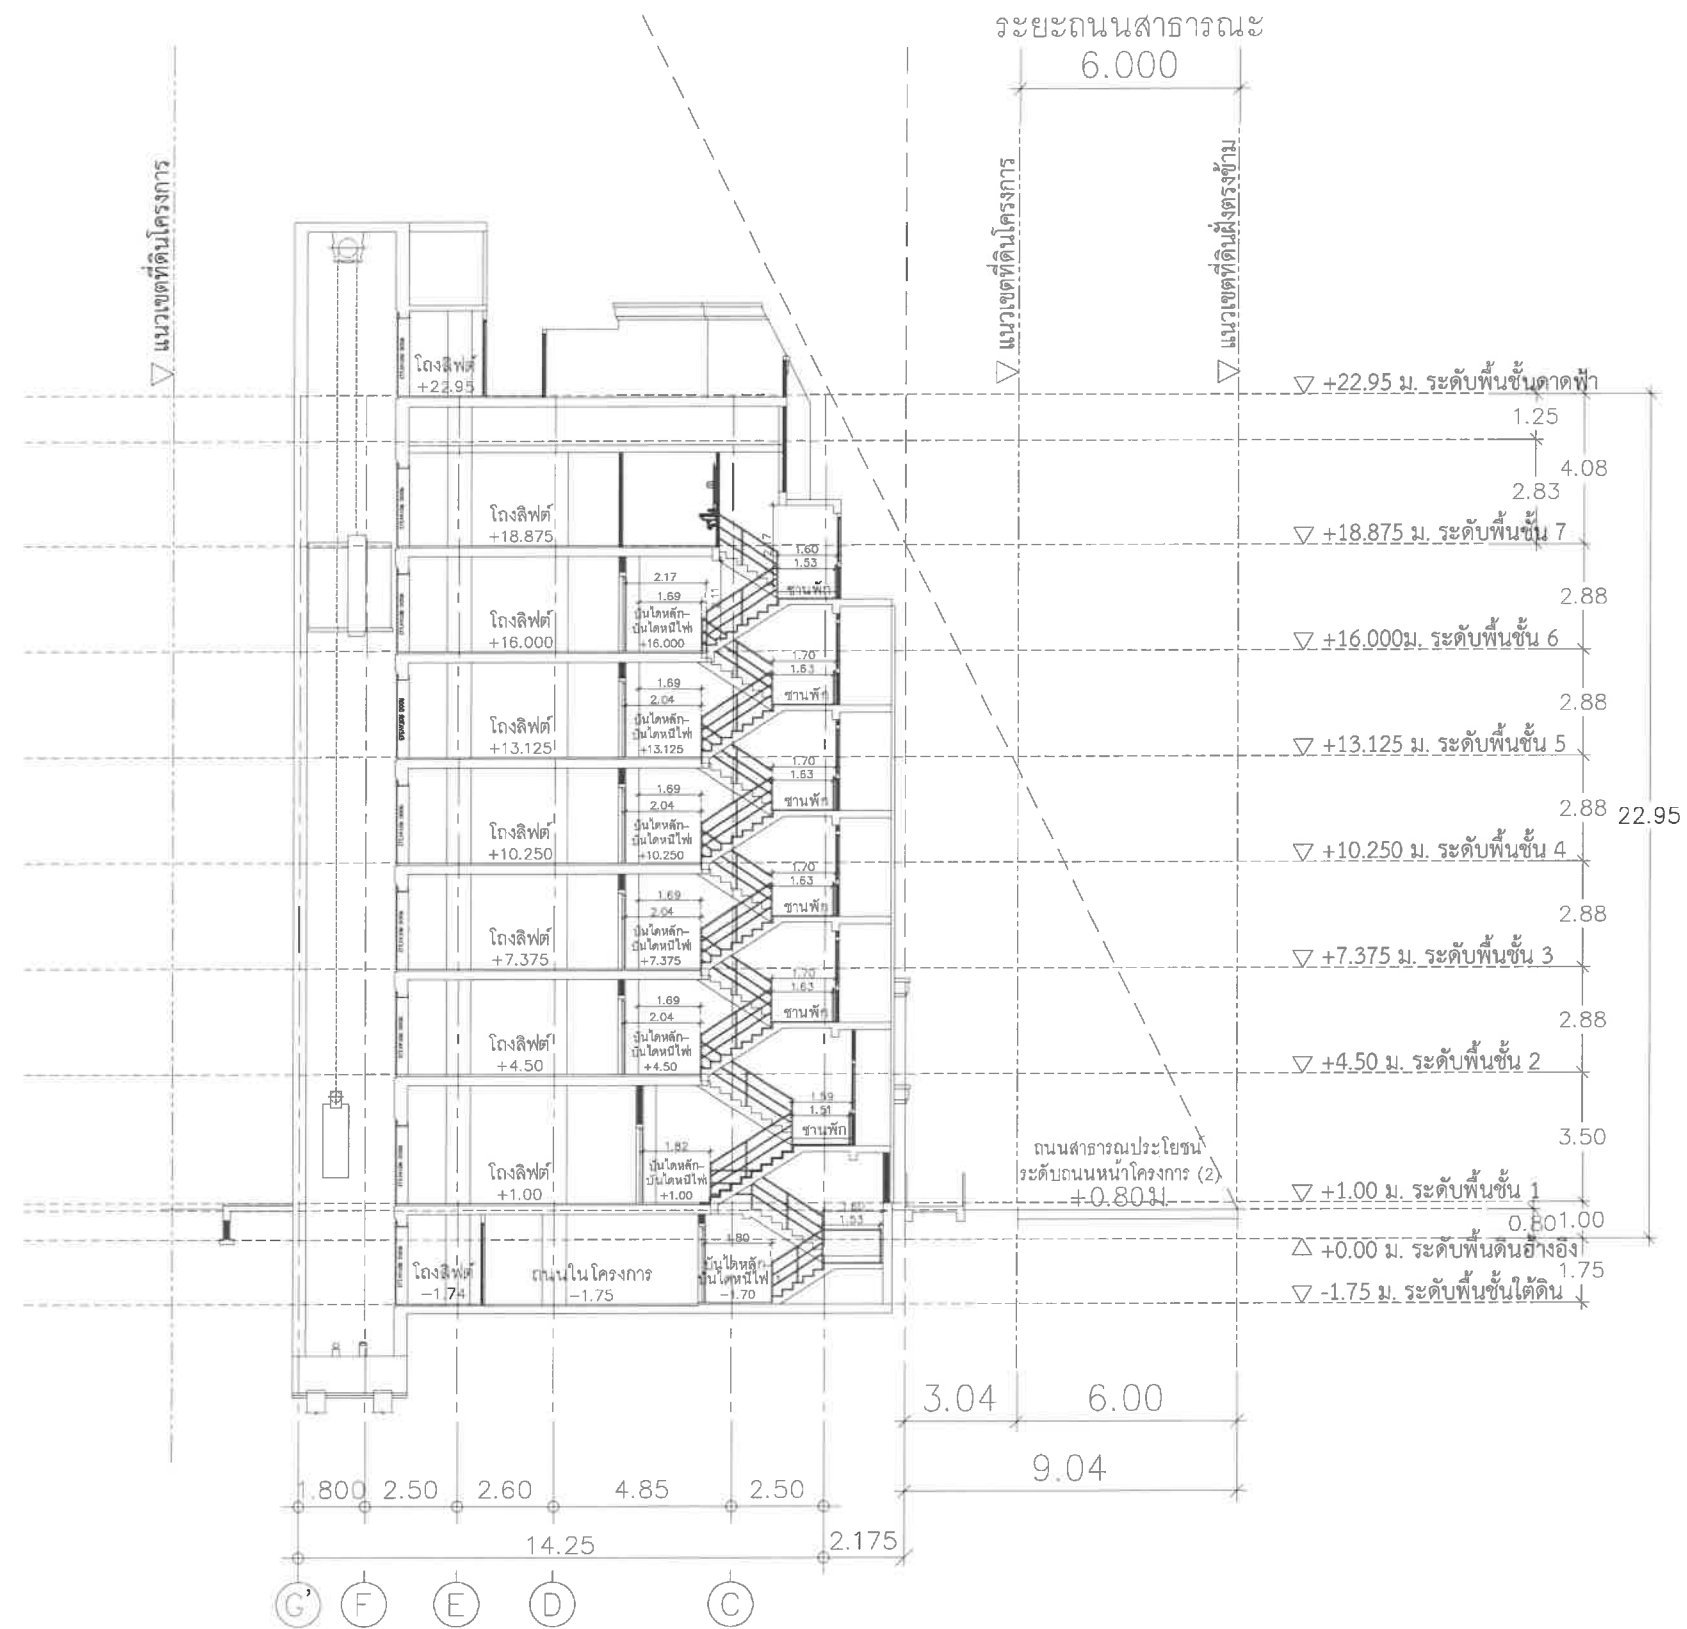 ระยะถนนสาธารณะ
6.000
▽ แนวเขตที่ดินโครงการ
▽ แนวเขตที่ดินโครงการ
▽ แนวเขตที่ดินฝั่งตรงข้าม
โถงลิฟต์
+22.95
▽ +22.95 ม. ระดับพื้นชั้นดาดฟ้า
1.25
4.08
2.83
โถงลิฟต์
+18.875
▽ +18.875 ม. ระดับพื้นชั้น 7
2.17
1.60
1.53
ชานพัก
2.17
1.69
บันไดหลัก-
บันไดหนีไฟ
+16.000
โถงลิฟต์
+16.000
2.88
▽ +16.000ม. ระดับพื้นชั้น 6
1.70
1.63
ชานพัก
1.69
2.04
บันไดหลัก-
บันไดหนีไฟ
+13.125
โถงลิฟต์
+13.125
2.88
▽ +13.125 ม. ระดับพื้นชั้น 5
1.70
1.63
ชานพัก
1.69
2.04
บันไดหลัก-
บันไดหนีไฟ
+10.250
โถงลิฟต์
+10.250
2.88
22.95
▽ +10.250 ม. ระดับพื้นชั้น 4
1.70
1.63
ชานพัก
1.69
2.04
บันไดหลัก-
บันไดหนีไฟ
+7.375
โถงลิฟต์
+7.375
2.88
▽ +7.375 ม. ระดับพื้นชั้น 3
1.70
1.63
ชานพัก
1.69
2.04
บันไดหลัก-
บันไดหนีไฟ
+4.50
โถงลิฟต์
+4.50
2.88
▽ +4.50 ม. ระดับพื้นชั้น 2
1.59
1.51
ชานพัก
1.82
บันไดหลัก-
บันไดหนีไฟ
+1.00
โถงลิฟต์
+1.00
3.50
ถนนสาธารณประโยชน์
ระดับถนนหน้าโครงการ (2)
+0.80ม.
▽ +1.00 ม. ระดับพื้นชั้น 1
0.80
1.00
△ +0.00 ม. ระดับพื้นดินอ้างอิง
1.75
▽ -1.75 ม. ระดับพื้นชั้นใต้ดิน
1.53
1.80
บันไดหลัก-
บันไดหนีไฟ
-1.70
โถงลิฟต์
-1.74
ถนนในโครงการ
-1.75
3.04
6.00
9.04
1.800
2.50
2.60
4.85
2.50
14.25
2.175
G'
F
E
D
C